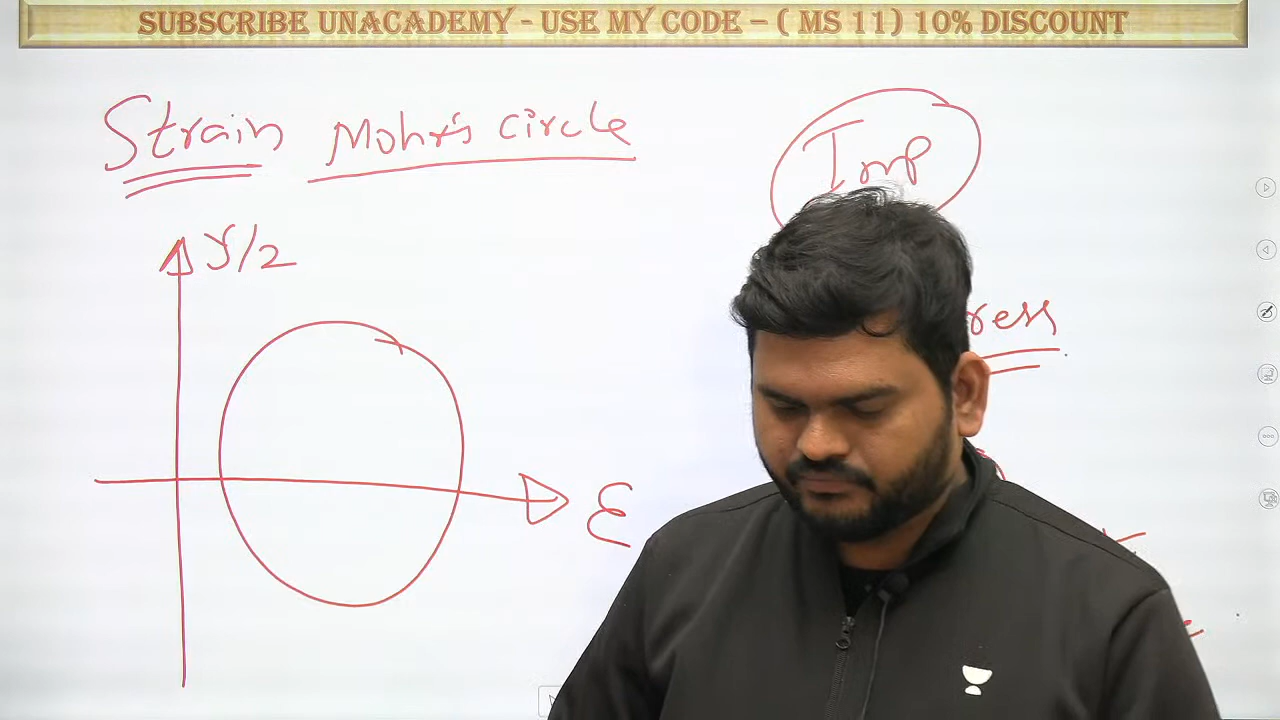 SUBSCRIBE UNACADEMY - USE MY CODE – ( MS 11) 10% DISCOUNT
Strain Mohr's circle
Imp
γ/2
ress
ε